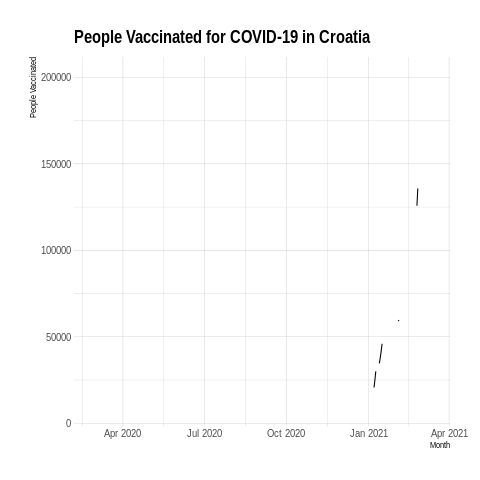 People Vaccinated for COVID-19 in Croatia
People Vaccinated
200000
150000
100000
50000
0
Apr 2020 Jul 2020 Oct 2020 Jan 2021 Apr 2021
Month